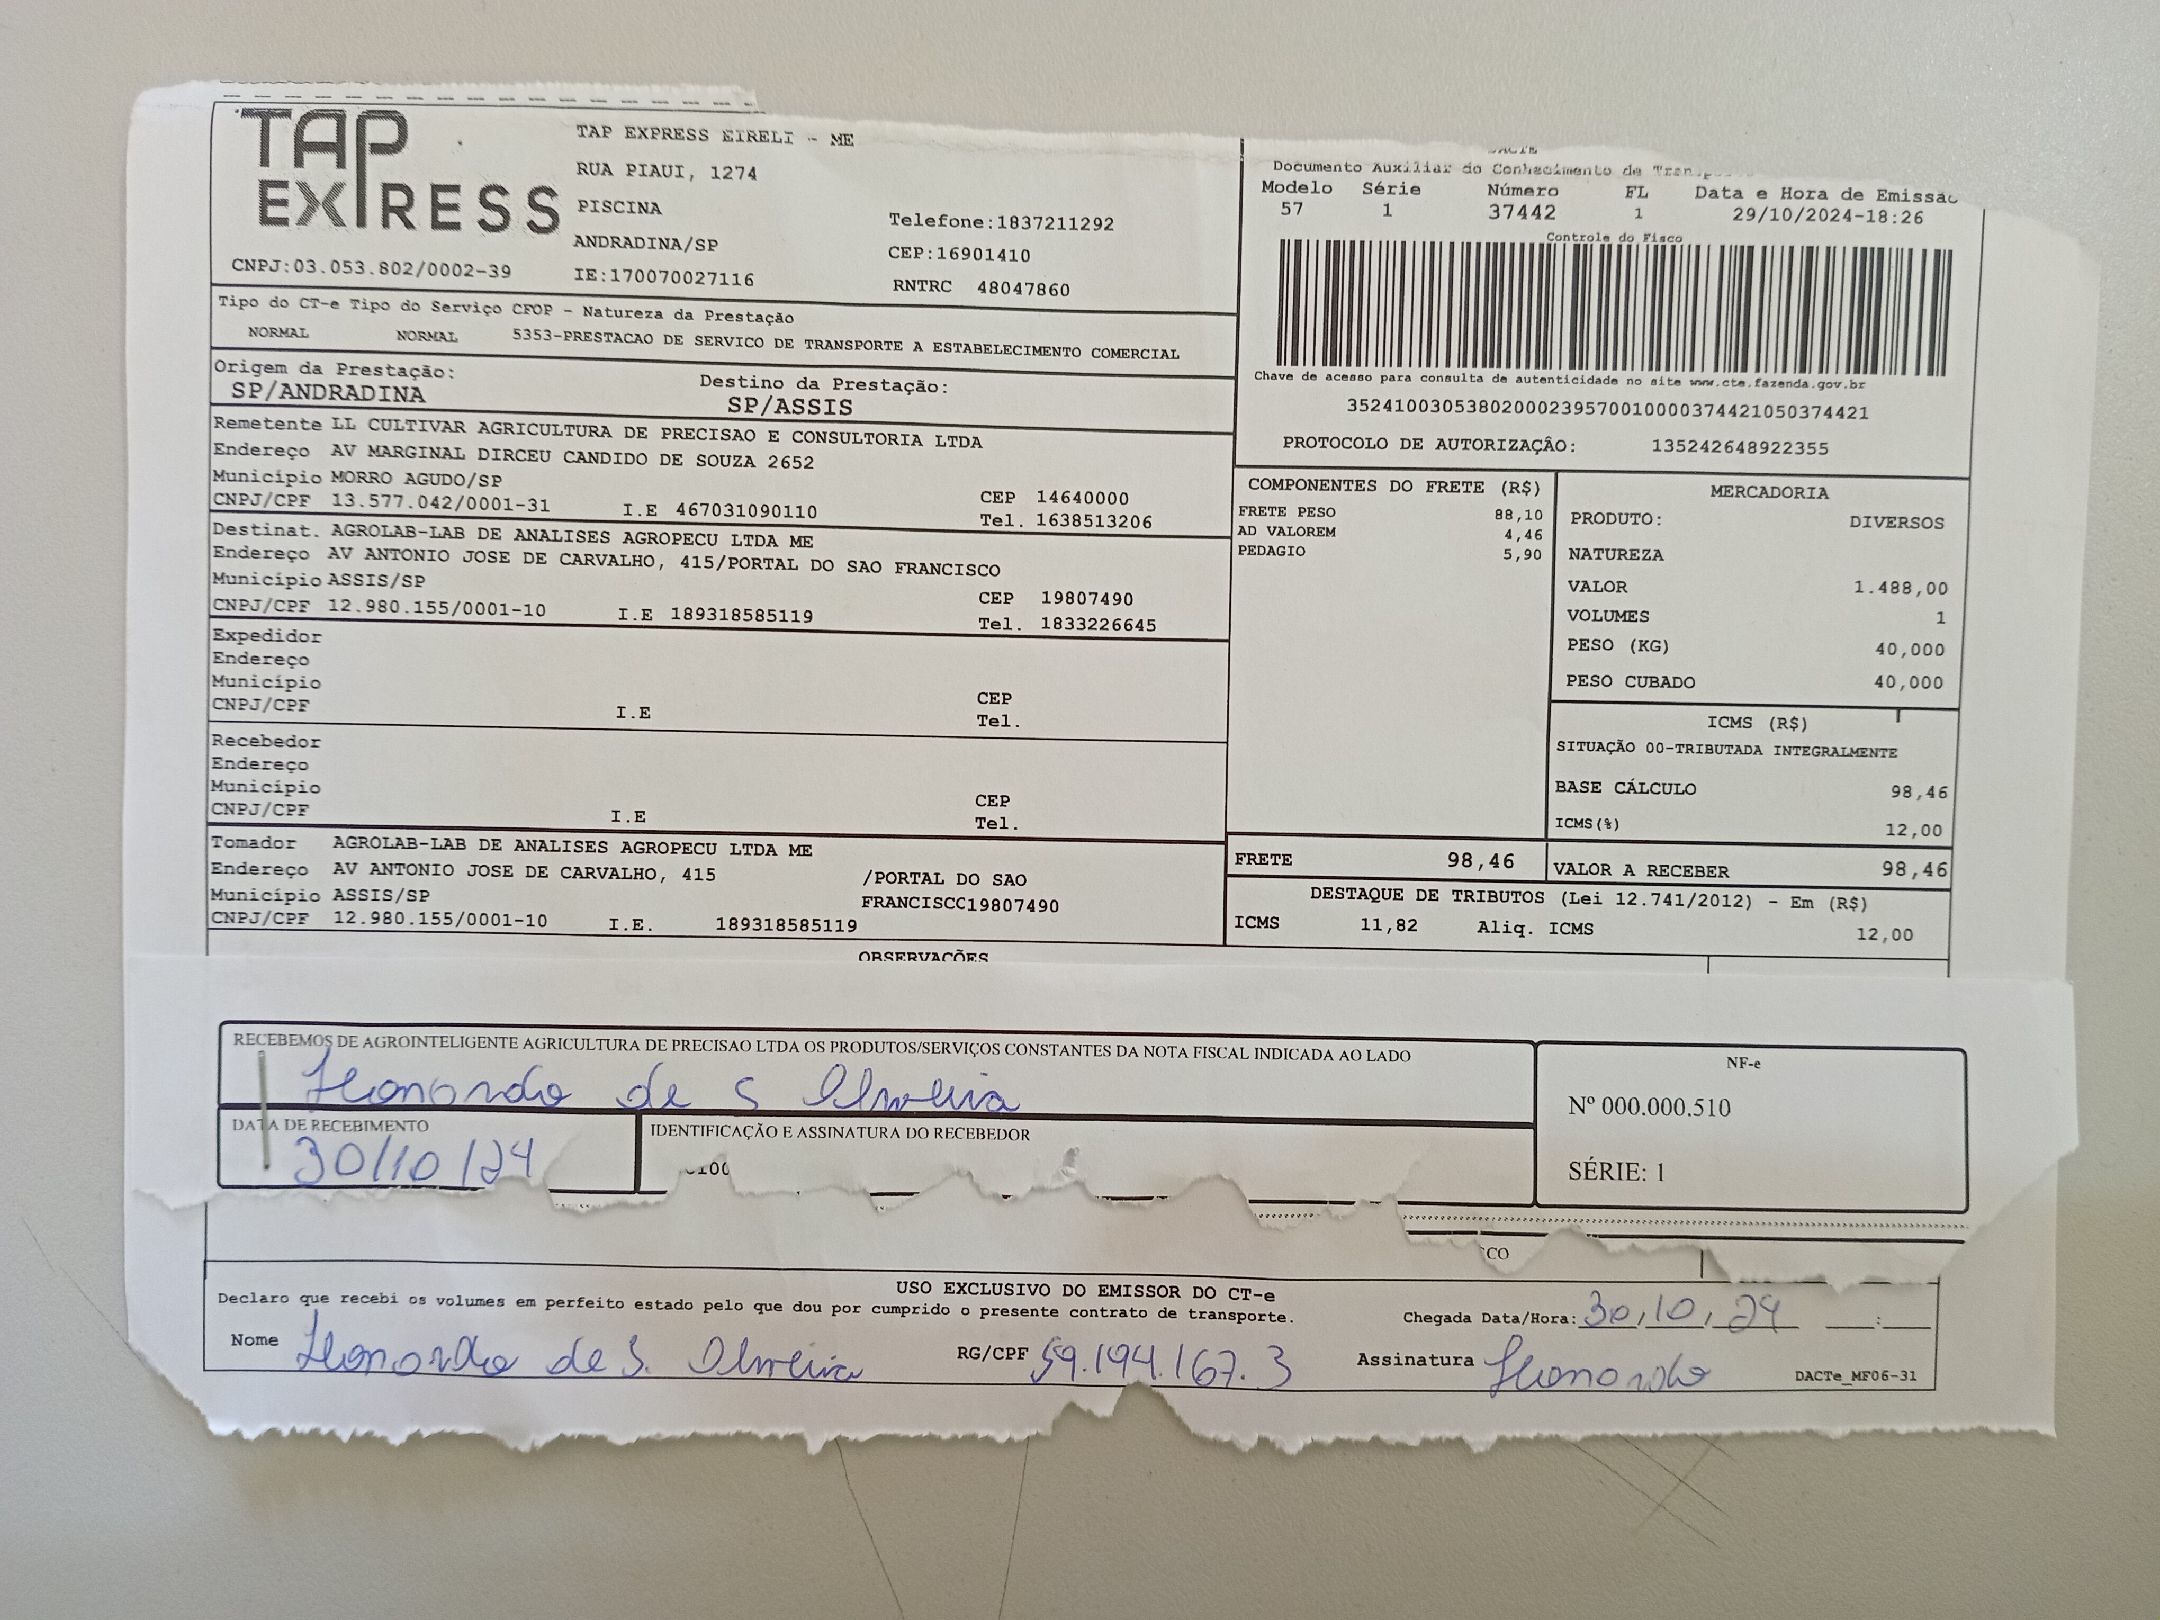 TAP EXPRESS
TAP EXPRESS EIRELI - ME
RUA PIAUI, 1274
PISCINA
Telefone:1837211292
ANDRADINA/SP
CEP:16901410
CNPJ:03.053.802/0002-39
IE:170070027116
RNTRC 48047860
Tipo do CT-e Tipo do Serviço CFOP - Natureza da Prestação
NORMAL NORMAL 5353-PRESTACAO DE SERVICO DE TRANSPORTE A ESTABELECIMENTO COMERCIAL
Origem da Prestação: Destino da Prestação:
SP/ANDRADINA SP/ASSIS
Remetente LL CULTIVAR AGRICULTURA DE PRECISAO E CONSULTORIA LTDA
Endereço AV MARGINAL DIRCEU CANDIDO DE SOUZA 2652
Município MORRO AGUDO/SP CEP 14640000
CNPJ/CPF 13.577.042/0001-31 I.E 467031090110 Tel. 1638513206
Destinat. AGROLAB-LAB DE ANALISES AGROPECU LTDA ME
Endereço AV ANTONIO JOSE DE CARVALHO, 415/PORTAL DO SAO FRANCISCO
Município ASSIS/SP CEP 19807490
CNPJ/CPF 12.980.155/0001-10 I.E 189318585119 Tel. 1833226645
Expedidor
Endereço
Município CEP
CNPJ/CPF I.E Tel.
Recebedor
Endereço
Município CEP
CNPJ/CPF I.E Tel.
Tomador AGROLAB-LAB DE ANALISES AGROPECU LTDA ME
Endereço AV ANTONIO JOSE DE CARVALHO, 415 /PORTAL DO SAO
Município ASSIS/SP FRANCISCC19807490
CNPJ/CPF 12.980.155/0001-10 I.E. 189318585119
OBSERVAÇÕES
Documento Auxiliar do Conhecimento de
Modelo Série Número FL Data e Hora de Emissão
57 1 37442 1 29/10/2024-18:26
Controle do Fisco
Chave de acesso para consulta de autenticidade no site www.cte.fazenda.gov.br
35241003053802000239570010000374421050374421
PROTOCOLO DE AUTORIZAÇÂO: 135242648922355
COMPONENTES DO FRETE (R$)
FRETE PESO 88,10
AD VALOREM 4,46
PEDAGIO 5,90
MERCADORIA
PRODUTO: DIVERSOS
NATUREZA
VALOR 1.488,00
VOLUMES 1
PESO (KG) 40,000
PESO CUBADO 40,000
ICMS (R$)
SITUAÇÃO 00-TRIBUTADA INTEGRALMENTE
BASE CÁLCULO 98,46
ICMS(%) 12,00
FRETE 98,46 VALOR A RECEBER 98,46
DESTAQUE DE TRIBUTOS (Lei 12.741/2012) - Em (R$)
ICMS 11,82 Aliq. ICMS 12,00
RECEBEMOS DE AGROINTELIGENTE AGRICULTURA DE PRECISAO LTDA OS PRODUTOS/SERVIÇOS CONSTANTES DA NOTA FISCAL INDICADA AO LADO
de S Oliveira
DATA DE RECEBIMENTO IDENTIFICAÇÃO E ASSINATURA DO RECEBEDOR
30/10/24
NF-e
Nº 000.000.510
SÉRIE: 1
USO EXCLUSIVO DO EMISSOR DO CT-e
Declaro que recebi os volumes em perfeito estado pelo que dou por cumprido o presente contrato de transporte.
Chegada Data/Hora: 30/10/24 :
Nome de S. Oliveira RG/CPF 59.194.167.3 Assinatura
DACTe_MF06-31